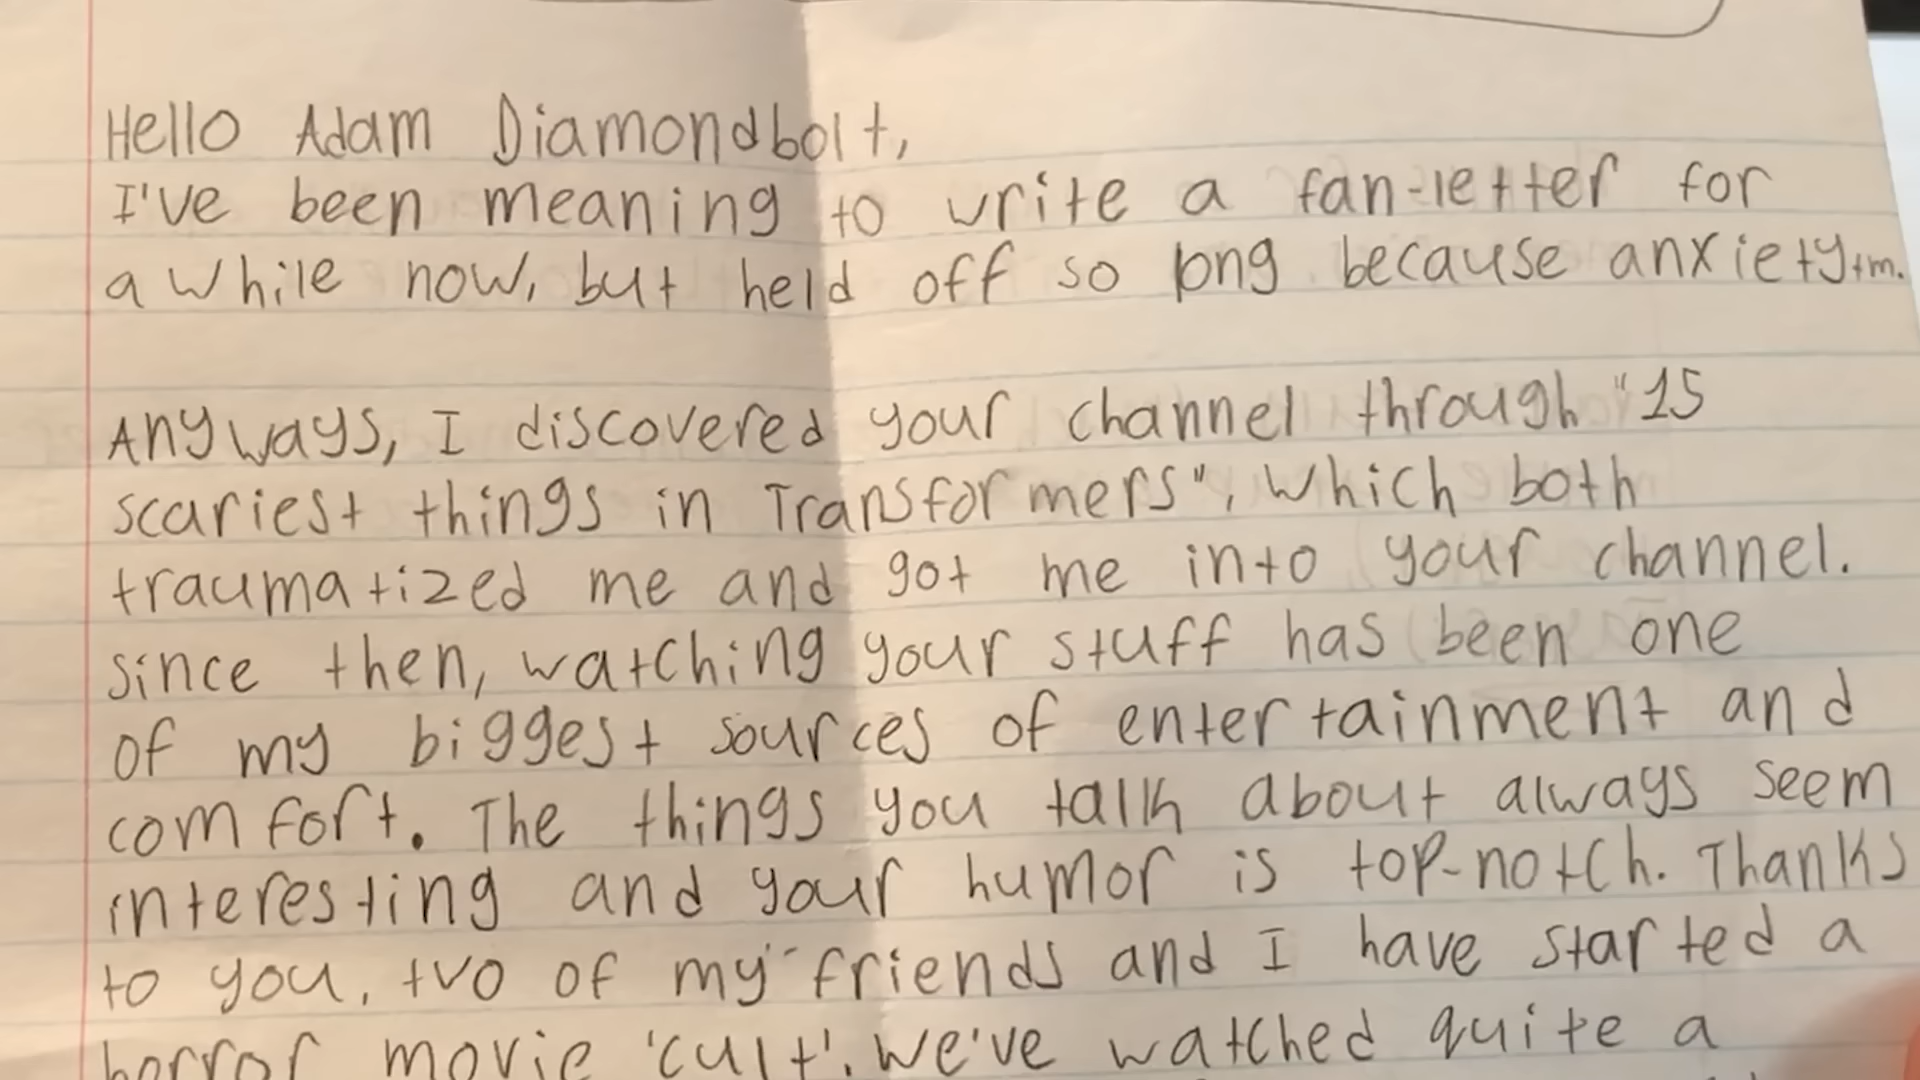 Hello Adam Diamondbolt,
I've been meaning to write a fan-letter for
a while now, but held off so long because anxiety,tm.
Anyways, I discovered your channel through "15
scariest things in Transformers", which both
traumatized me and got me into your channel.
since then, watching your stuff has been one
of my biggest sources of entertainment and
comfort. The things you talk about always seem
interesting and your humor is top-notch. Thanks
to you, two of my friends and I have started a
horror movie 'cult'. We've watched quite a